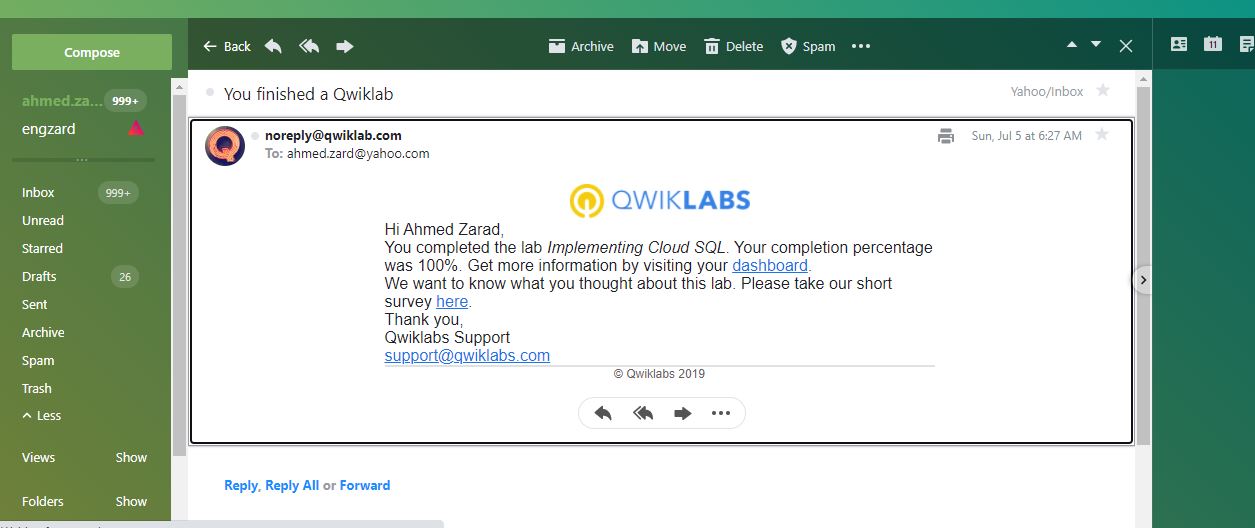 Compose
Back
Archive
Move
Delete
Spam
11
ahmed.za... 999+
engzard
Inbox 999+
Unread
Starred
Drafts 26
Sent
Archive
Spam
Trash
Less
Views Show
Folders Show
You finished a Qwiklab
Yahoo/Inbox
noreply@qwiklab.com
Sun, Jul 5 at 6:27 AM
To: ahmed.zard@yahoo.com
QWIKLABS
Hi Ahmed Zarad,
You completed the lab Implementing Cloud SQL. Your completion percentage
was 100%. Get more information by visiting your dashboard.
We want to know what you thought about this lab. Please take our short
survey here.
Thank you,
Qwiklabs Support
support@qwiklabs.com
© Qwiklabs 2019
Reply, Reply All or Forward